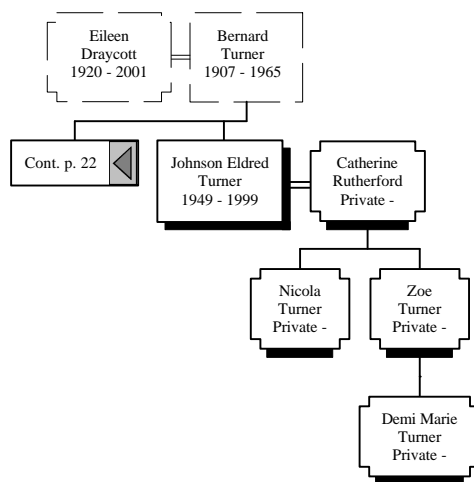 Eileen
Draycott
1920 - 2001
Bernard
Turner
1907 - 1965
Cont. p. 22
Johnson Eldred
Turner
1949 - 1999
Catherine
Rutherford
Private -
Nicola
Turner
Private -
Zoe
Turner
Private -
Demi Marie
Turner
Private -